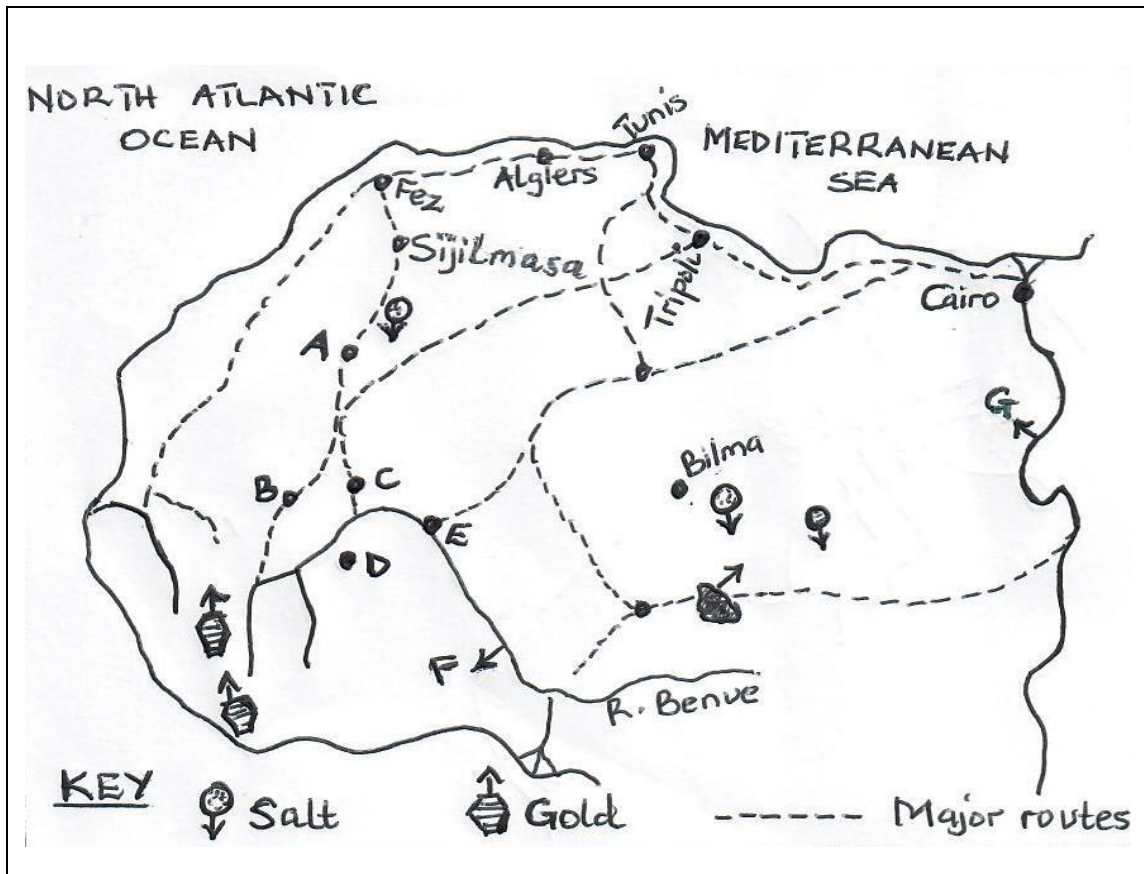 NORTH ATLANTIC
OCEAN
MEDITERRANEAN
SEA
Tunis
Algiers
Fez
Sijilmasa
Tripoli
Cairo
A
G
Bilma
B
C
E
D
F
R. Benue
KEY
Salt
Gold
Major routes